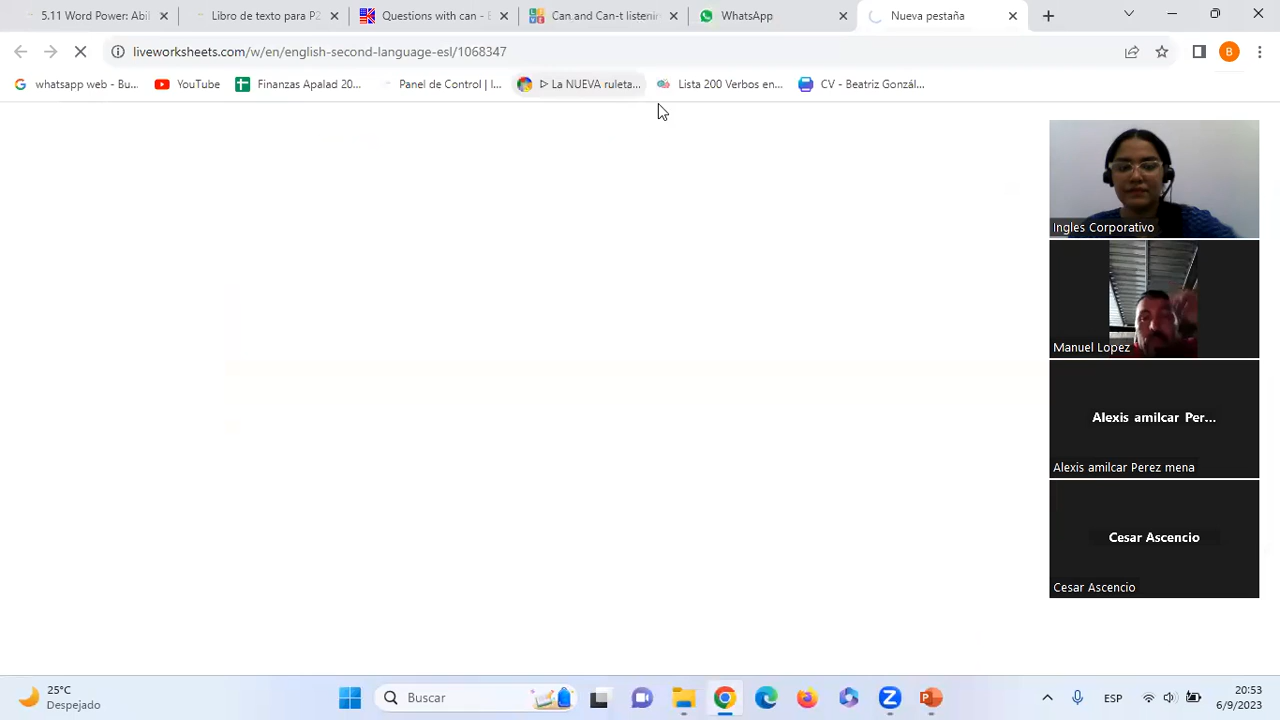 5.11 Word Power: Abi
Libro de texto para P2
Questions with can - E
Can and Can-t listenin
WhatsApp
Nueva pestaña
liveworksheets.com/w/en/english-second-language-esl/1068347
B
whatsapp web - Bu...
YouTube
Finanzas Apalad 20...
Panel de Control | I...
▷ La NUEVA ruleta...
Lista 200 Verbos en...
CV - Beatriz Gonzál...
Ingles Corporativo
Manuel Lopez
Alexis amilcar Per...
Alexis amilcar Perez mena
Cesar Ascencio
Cesar Ascencio
25°C
Despejado
Buscar
ESP
20:53
6/9/2023